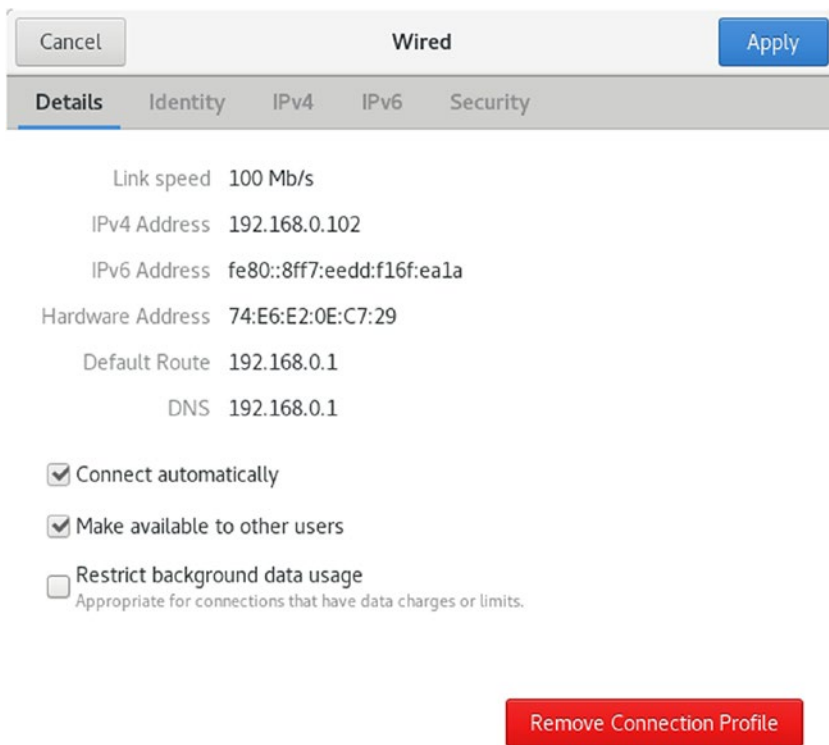 Cancel Wired Apply
Details Identity IPv4 IPv6 Security
Link speed 100 Mb/s
IPv4 Address 192.168.0.102
IPv6 Address fe80::8ff7:eedd:f16f:ea1a
Hardware Address 74:E6:E2:0E:C7:29
Default Route 192.168.0.1
DNS 192.168.0.1
Connect automatically
Make available to other users
Restrict background data usage
Appropriate for connections that have data charges or limits.
Remove Connection Profile